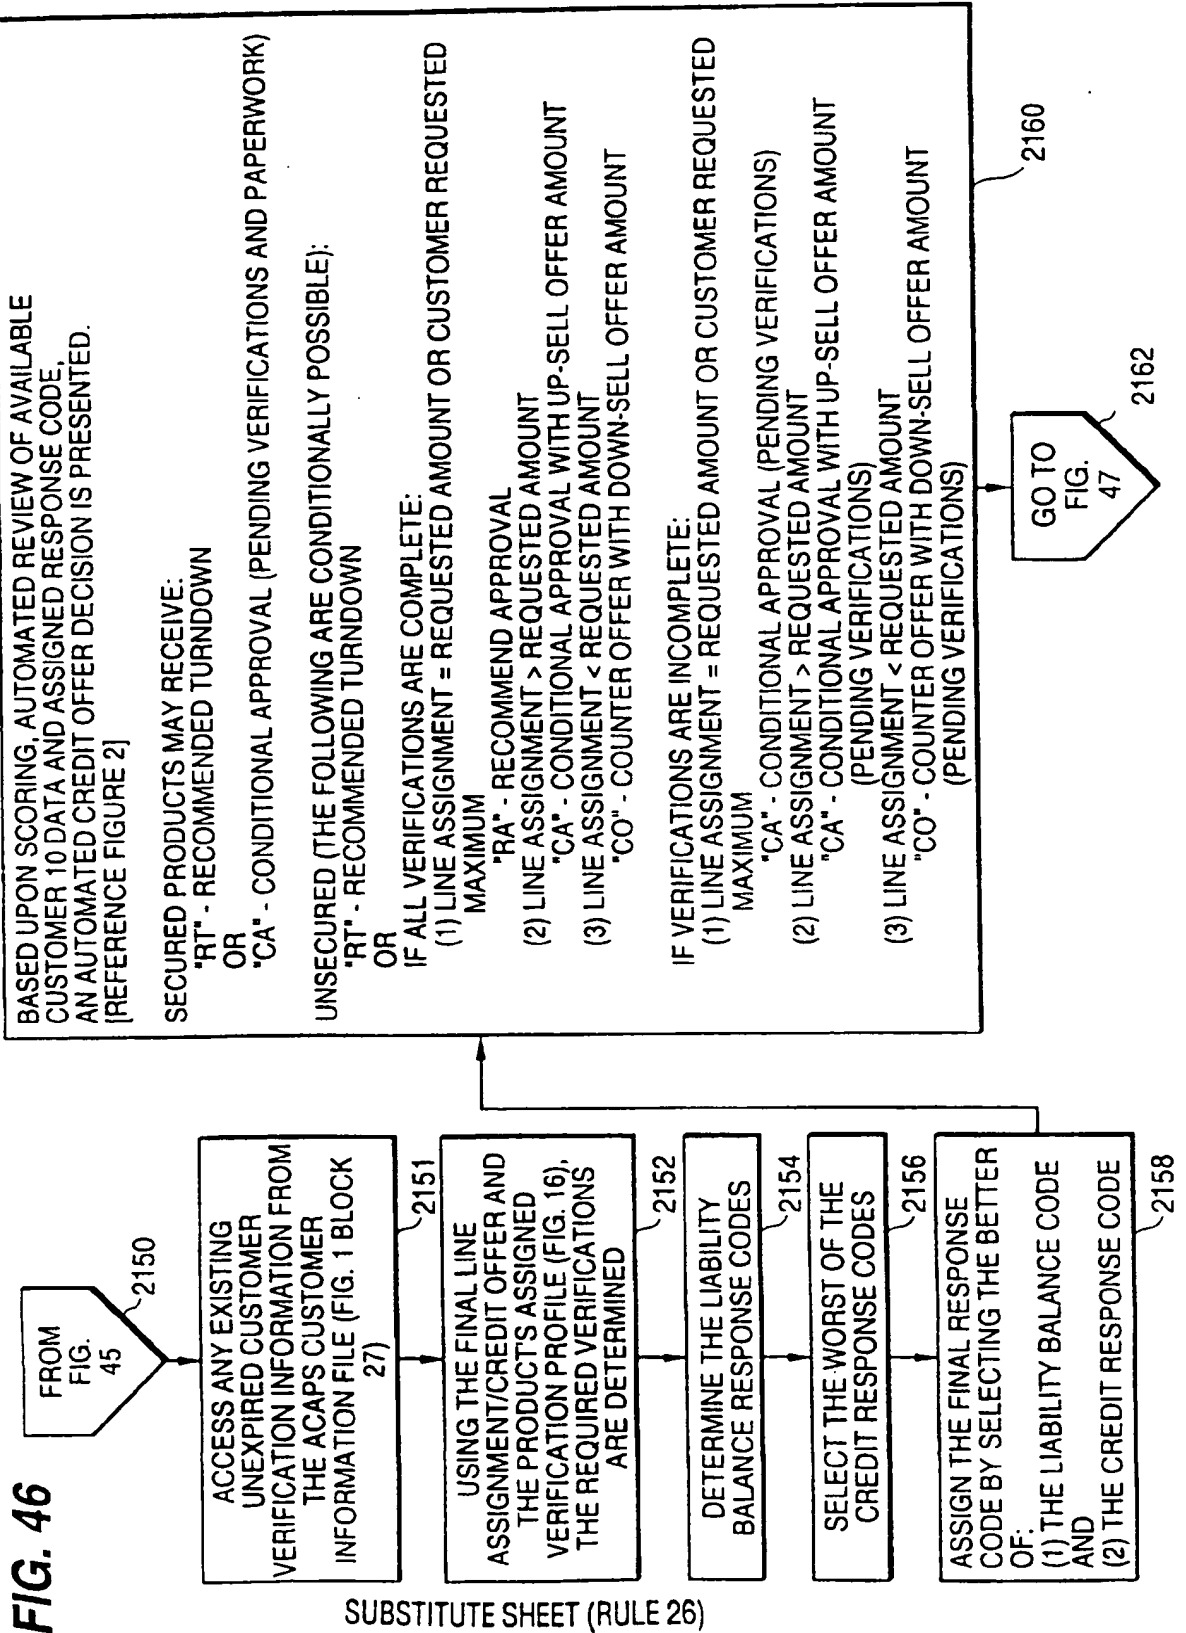 FIG. 46
FROM
FIG.
45
2150
ACCESS ANY EXISTING
UNEXPIRED CUSTOMER
VERIFICATION INFORMATION FROM
THE ACAPS CUSTOMER
INFORMATION FILE (FIG. 1 BLOCK
27)
2151
USING THE FINAL LINE
ASSIGNMENT/CREDIT OFFER AND
THE PRODUCTS ASSIGNED
VERIFICATION PROFILE (FIG. 16),
THE REQUIRED VERIFICATIONS
ARE DETERMINED
2152
DETERMINE THE LIABILITY
BALANCE RESPONSE CODES
2154
SELECT THE WORST OF THE
CREDIT RESPONSE CODES
2156
ASSIGN THE FINAL RESPONSE
CODE BY SELECTING THE BETTER
OF:
(1) THE LIABILITY BALANCE CODE
AND
(2) THE CREDIT RESPONSE CODE
2158
BASED UPON SCORING, AUTOMATED REVIEW OF AVAILABLE
CUSTOMER 10 DATA AND ASSIGNED RESPONSE CODE,
AN AUTOMATED CREDIT OFFER DECISION IS PRESENTED.
[REFERENCE FIGURE 2]
SECURED PRODUCTS MAY RECEIVE:
"RT" - RECOMMENDED TURNDOWN
OR
"CA" - CONDITIONAL APPROVAL (PENDING VERIFICATIONS AND PAPERWORK)
UNSECURED (THE FOLLOWING ARE CONDITIONALLY POSSIBLE):
"RT" - RECOMMENDED TURNDOWN
OR
IF ALL VERIFICATIONS ARE COMPLETE:
(1) LINE ASSIGNMENT = REQUESTED AMOUNT OR CUSTOMER REQUESTED
MAXIMUM
"RA" - RECOMMEND APPROVAL
(2) LINE ASSIGNMENT > REQUESTED AMOUNT
"CA" - CONDITIONAL APPROVAL WITH UP-SELL OFFER AMOUNT
(3) LINE ASSIGNMENT < REQUESTED AMOUNT
"CO" - COUNTER OFFER WITH DOWN-SELL OFFER AMOUNT
IF VERIFICATIONS ARE INCOMPLETE:
(1) LINE ASSIGNMENT = REQUESTED AMOUNT OR CUSTOMER REQUESTED
MAXIMUM
"CA" - CONDITIONAL APPROVAL (PENDING VERIFICATIONS)
(2) LINE ASSIGNMENT > REQUESTED AMOUNT
"CA" - CONDITIONAL APPROVAL WITH UP-SELL OFFER AMOUNT
(PENDING VERIFICATIONS)
(3) LINE ASSIGNMENT < REQUESTED AMOUNT
"CO" - COUNTER OFFER WITH DOWN-SELL OFFER AMOUNT
(PENDING VERIFICATIONS)
2160
GO TO
FIG.
47
2162
SUBSTITUTE SHEET (RULE 26)